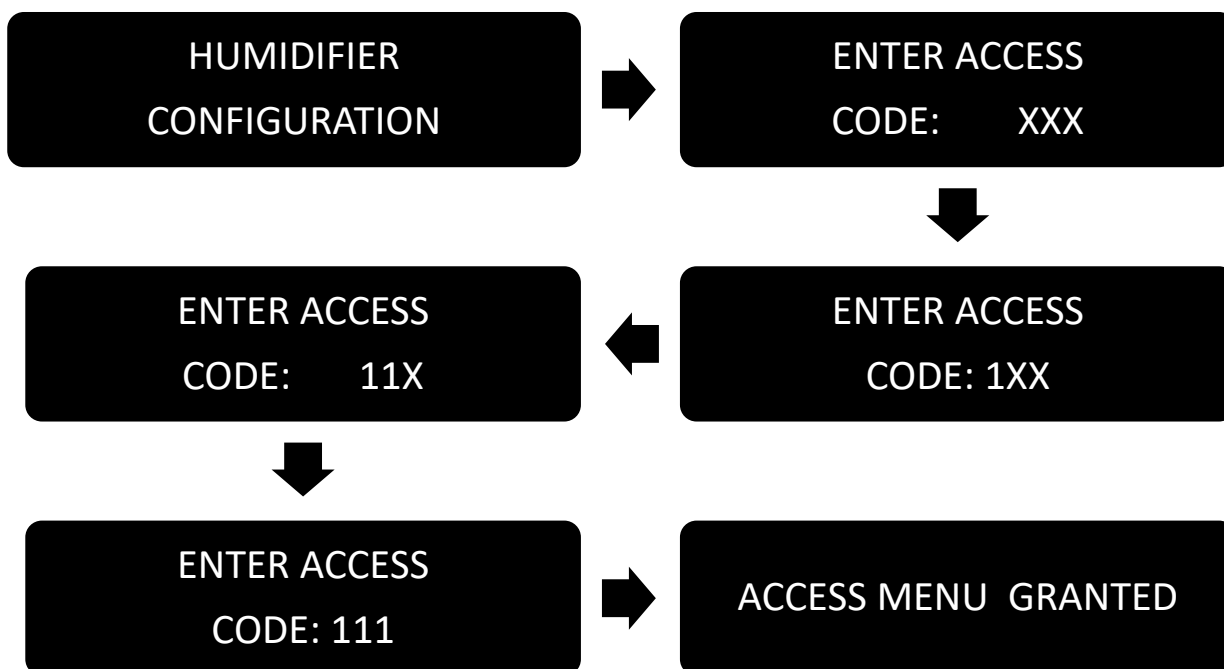 HUMIDIFIER
CONFIGURATION
ENTER ACCESS
CODE: XXX
ENTER ACCESS
CODE: 1XX
ENTER ACCESS
CODE: 11X
ENTER ACCESS
CODE: 111
ACCESS MENU GRANTED